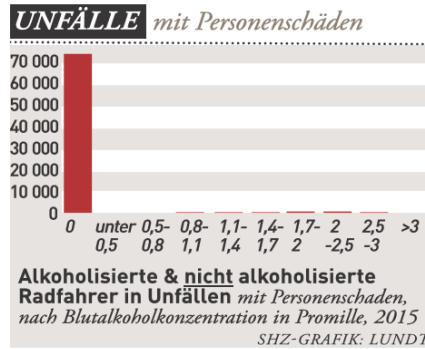 UNFÄLLE mit Personenschäden
70 000
60 000
50 000
40 000
30 000
20 000
10 000
0
0 unter 0,5- 0,8- 1,1- 1,4- 1,7- 2 2,5 >3
0,5 0,8 1,1 1,4 1,7 2 -2,5 -3
Alkoholisierte & nicht alkoholisierte
Radfahrer in Unfällen mit Personenschaden,
nach Blutalkoholkonzentration in Promille, 2015
SHZ-GRAFIK: LUNDT